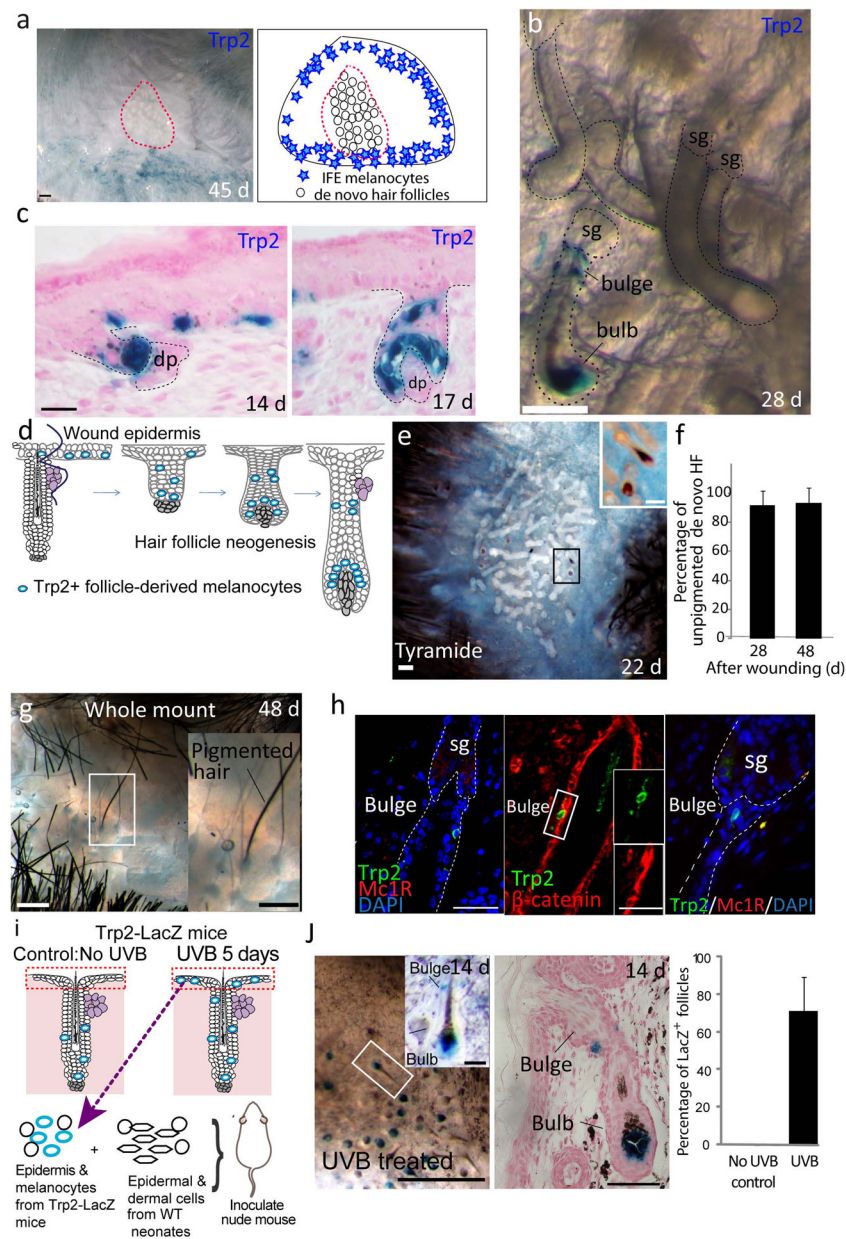 a
Trp2
45 d
IFE melanocytes
de novo hair follicles
b
Trp2
sg
sg
sg
bulge
bulb
28 d
c
Trp2
dp
14 d
Trp2
dp
17 d
d
Wound epidermis
Hair follicle neogenesis
Trp2+ follicle-derived melanocytes
e
Tyramide
22 d
f
Percentage of
unpigmented de novo HF
100
80
60
40
20
0
28
48
After wounding (d)
g
Whole mount
48 d
Pigmented
hair
h
sg
Bulge
Trp2
Mc1R
DAPI
Bulge
Trp2
β-catenin
sg
Bulge
Trp2/Mc1R/DAPI
i
Trp2-LacZ mice
Control:No UVB
UVB 5 days
+
Epidermis &
melanocytes
from Trp2-LacZ
mice
Epidermal &
dermal cells
from WT
neonates
Inoculate
nude mouse
J
Bulge
14 d
Bulb
UVB treated
14 d
Bulge
Bulb
Percentage of LacZ+ follicles
100
80
60
40
20
0
No UVB
control
UVB